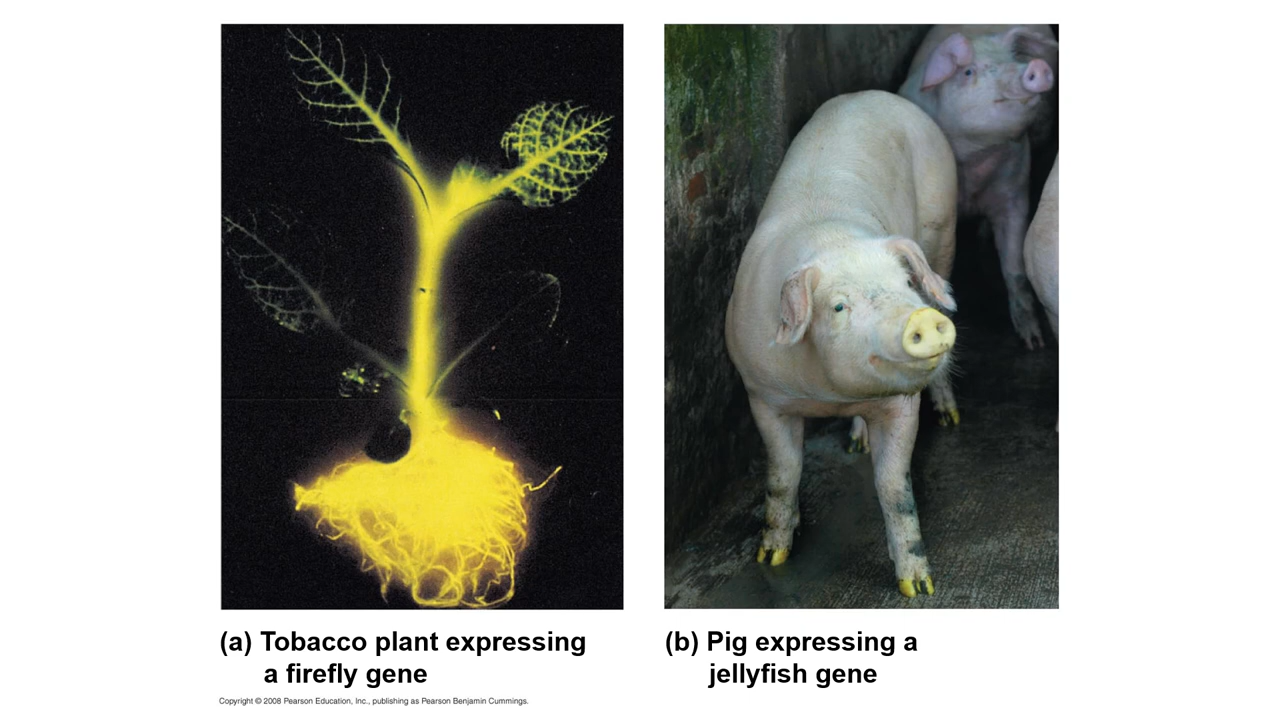 (a) Tobacco plant expressing
a firefly gene
(b) Pig expressing a
jellyfish gene
Copyright © 2008 Pearson Education, Inc., publishing as Pearson Benjamin Cummings.